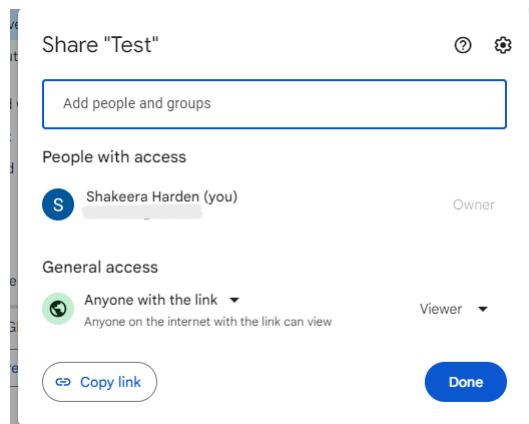 Share "Test"
Add people and groups
People with access
S
Shakeera Harden (you)
Owner
General access
Anyone with the link
Anyone on the internet with the link can view
Viewer
Copy link
Done